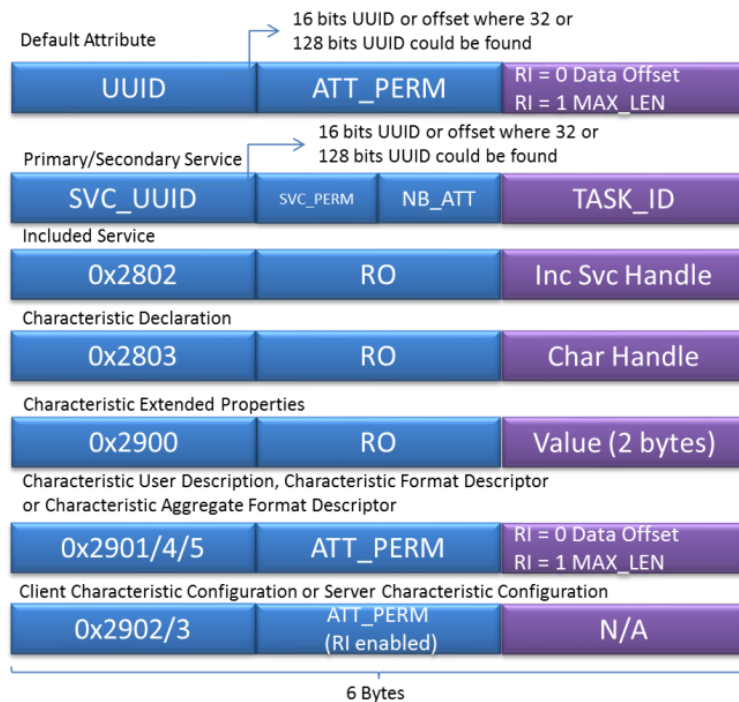 Default Attribute
16 bits UUID or offset where 32 or
128 bits UUID could be found
UUID ATT_PERM RI = 0 Data Offset
RI = 1 MAX_LEN
16 bits UUID or offset where 32 or
128 bits UUID could be found
Primary/Secondary Service
SVC_UUID SVC_PERM NB_ATT TASK_ID
Included Service
0x2802 RO Inc Svc Handle
Characteristic Declaration
0x2803 RO Char Handle
Characteristic Extended Properties
0x2900 RO Value (2 bytes)
Characteristic User Description, Characteristic Format Descriptor
or Characteristic Aggregate Format Descriptor
0x2901/4/5 ATT_PERM RI = 0 Data Offset
RI = 1 MAX_LEN
Client Characteristic Configuration or Server Characteristic Configuration
0x2902/3 ATT_PERM
(RI enabled) N/A
6 Bytes